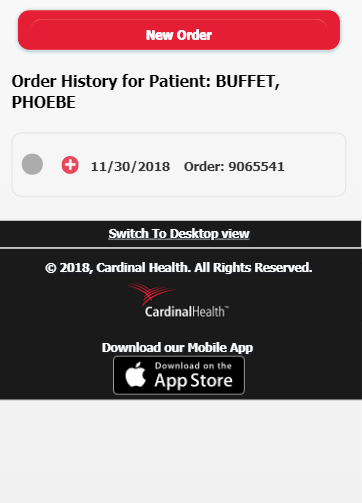 New Order
Order History for Patient: BUFFET,
PHOEBE
11/30/2018 Order: 9065541
Switch To Desktop view
© 2018, Cardinal Health. All Rights Reserved.
CardinalHealth™
Download our Mobile App
Download on the
App Store